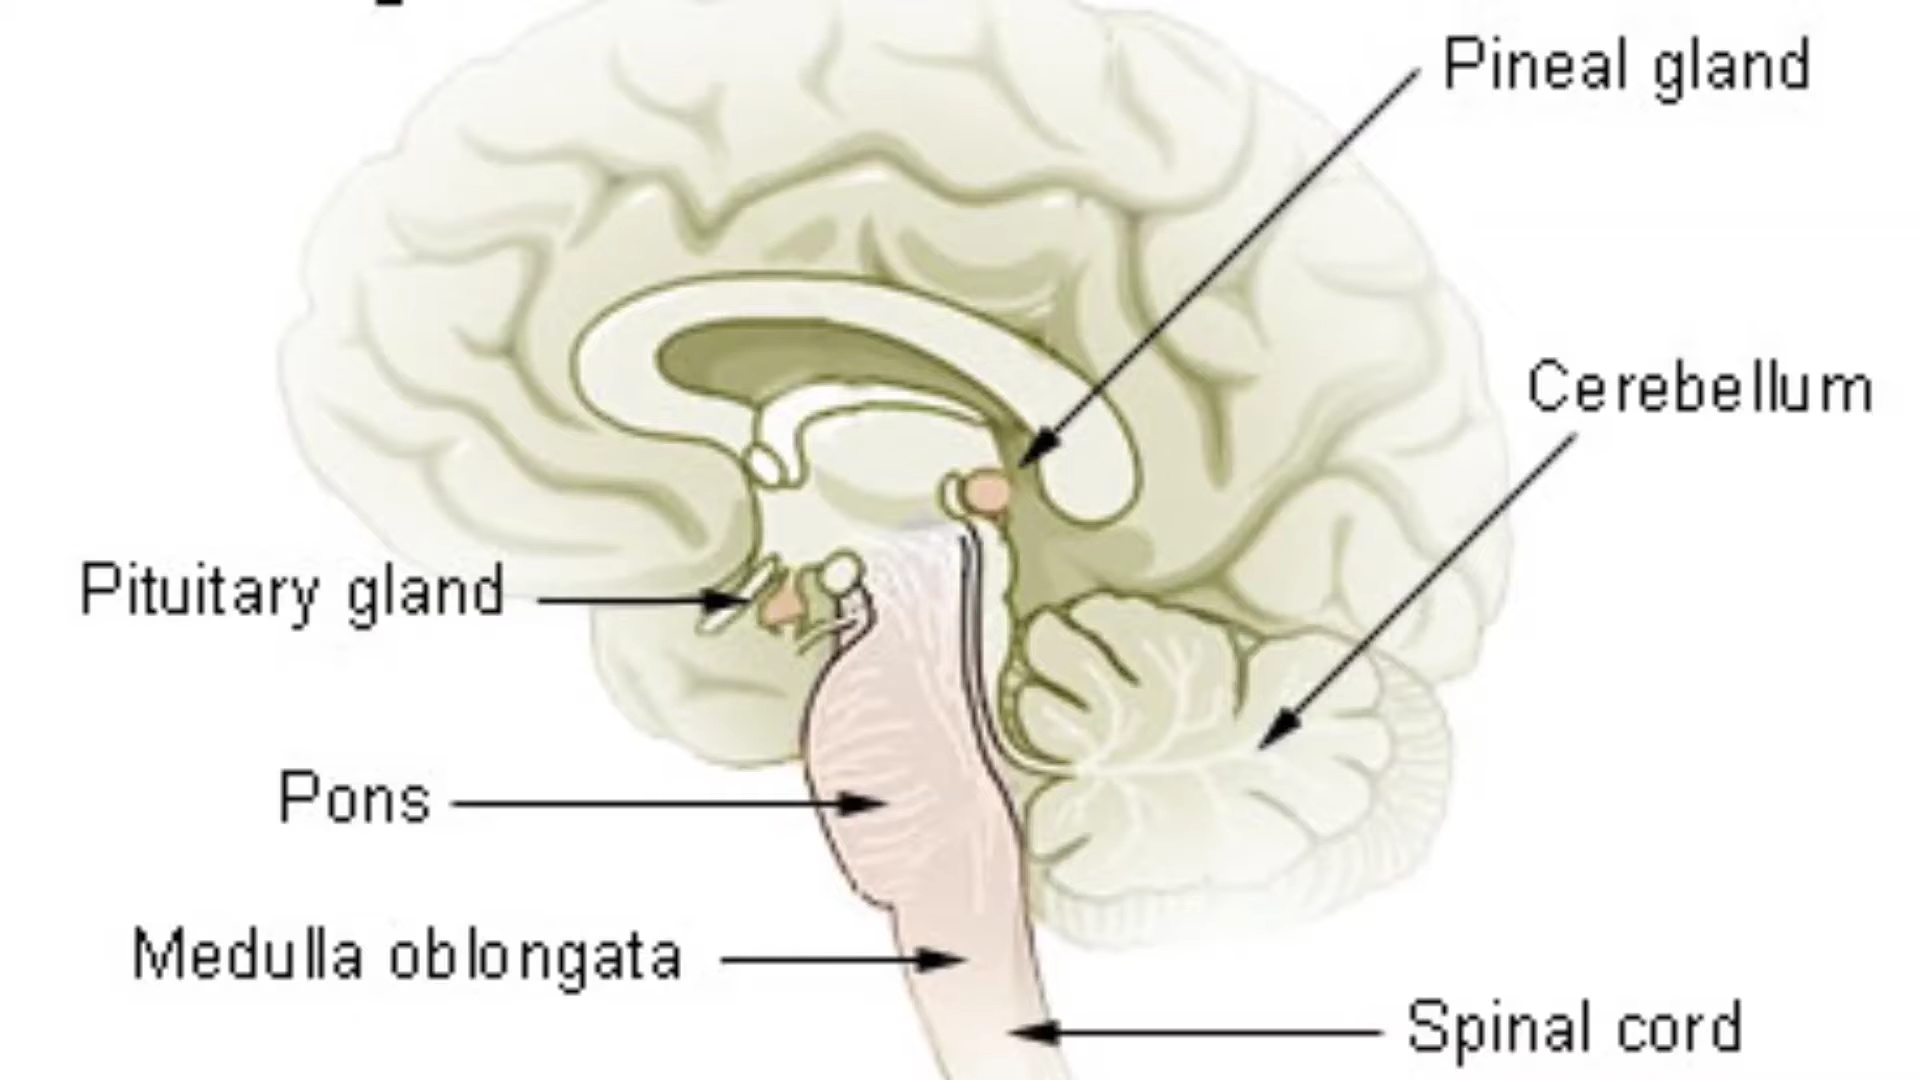 Pineal gland
Cerebellum
Pituitary gland
Pons
Medulla oblongata
Spinal cord